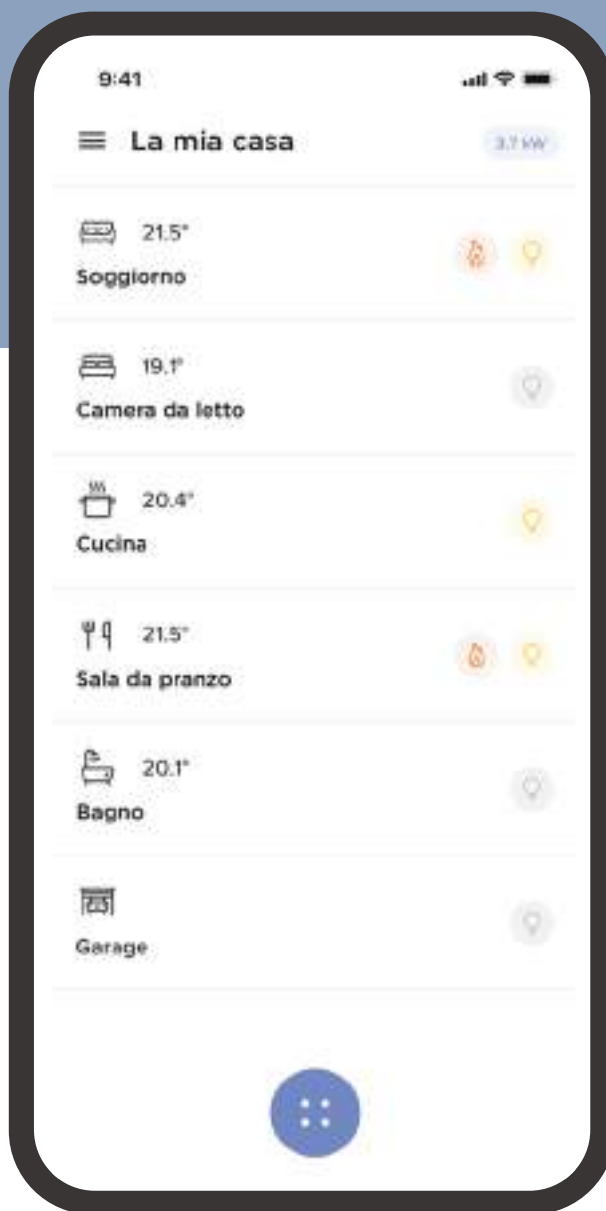 9:41
La mia casa
3.7 kW
21.5°
Soggiorno
19.1°
Camera da letto
20.4°
Cucina
21.5°
Sala da pranzo
20.1°
Bagno
Garage